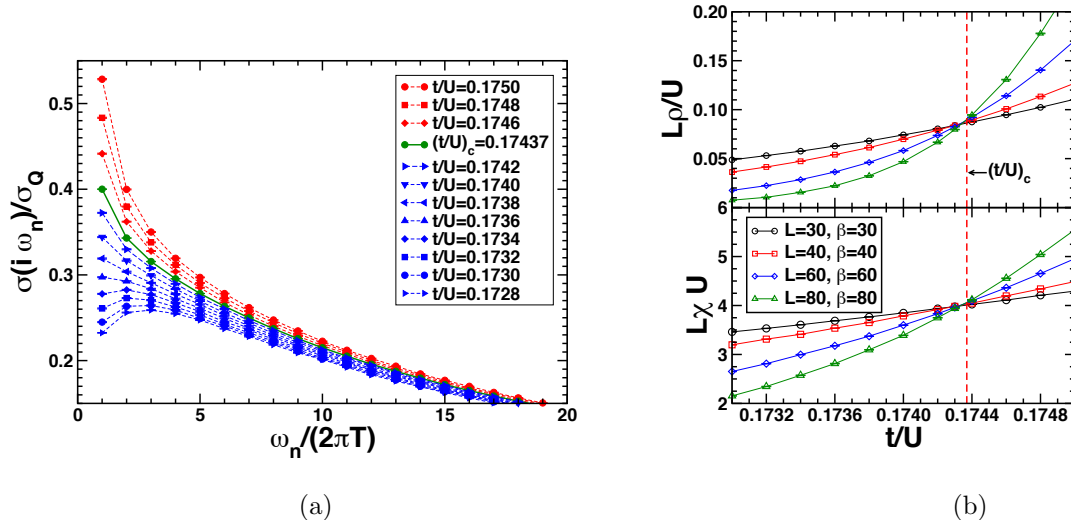 σ(i ω_n)/σ_Q
0.5
0.4
0.3
0.2
0
5
10
15
20
ω_n/(2πT)
t/U=0.1750
t/U=0.1748
t/U=0.1746
(t/U)_c=0.17437
t/U=0.1742
t/U=0.1740
t/U=0.1738
t/U=0.1736
t/U=0.1734
t/U=0.1732
t/U=0.1730
t/U=0.1728
(a)
Lρ/U
0.20
0.15
0.10
0.05
(t/U)_c
Lχ U
6
5
4
3
2
L=30, β=30
L=40, β=40
L=60, β=60
L=80, β=80
0.1732
0.1736
0.1740
0.1744
0.1748
t/U
(b)